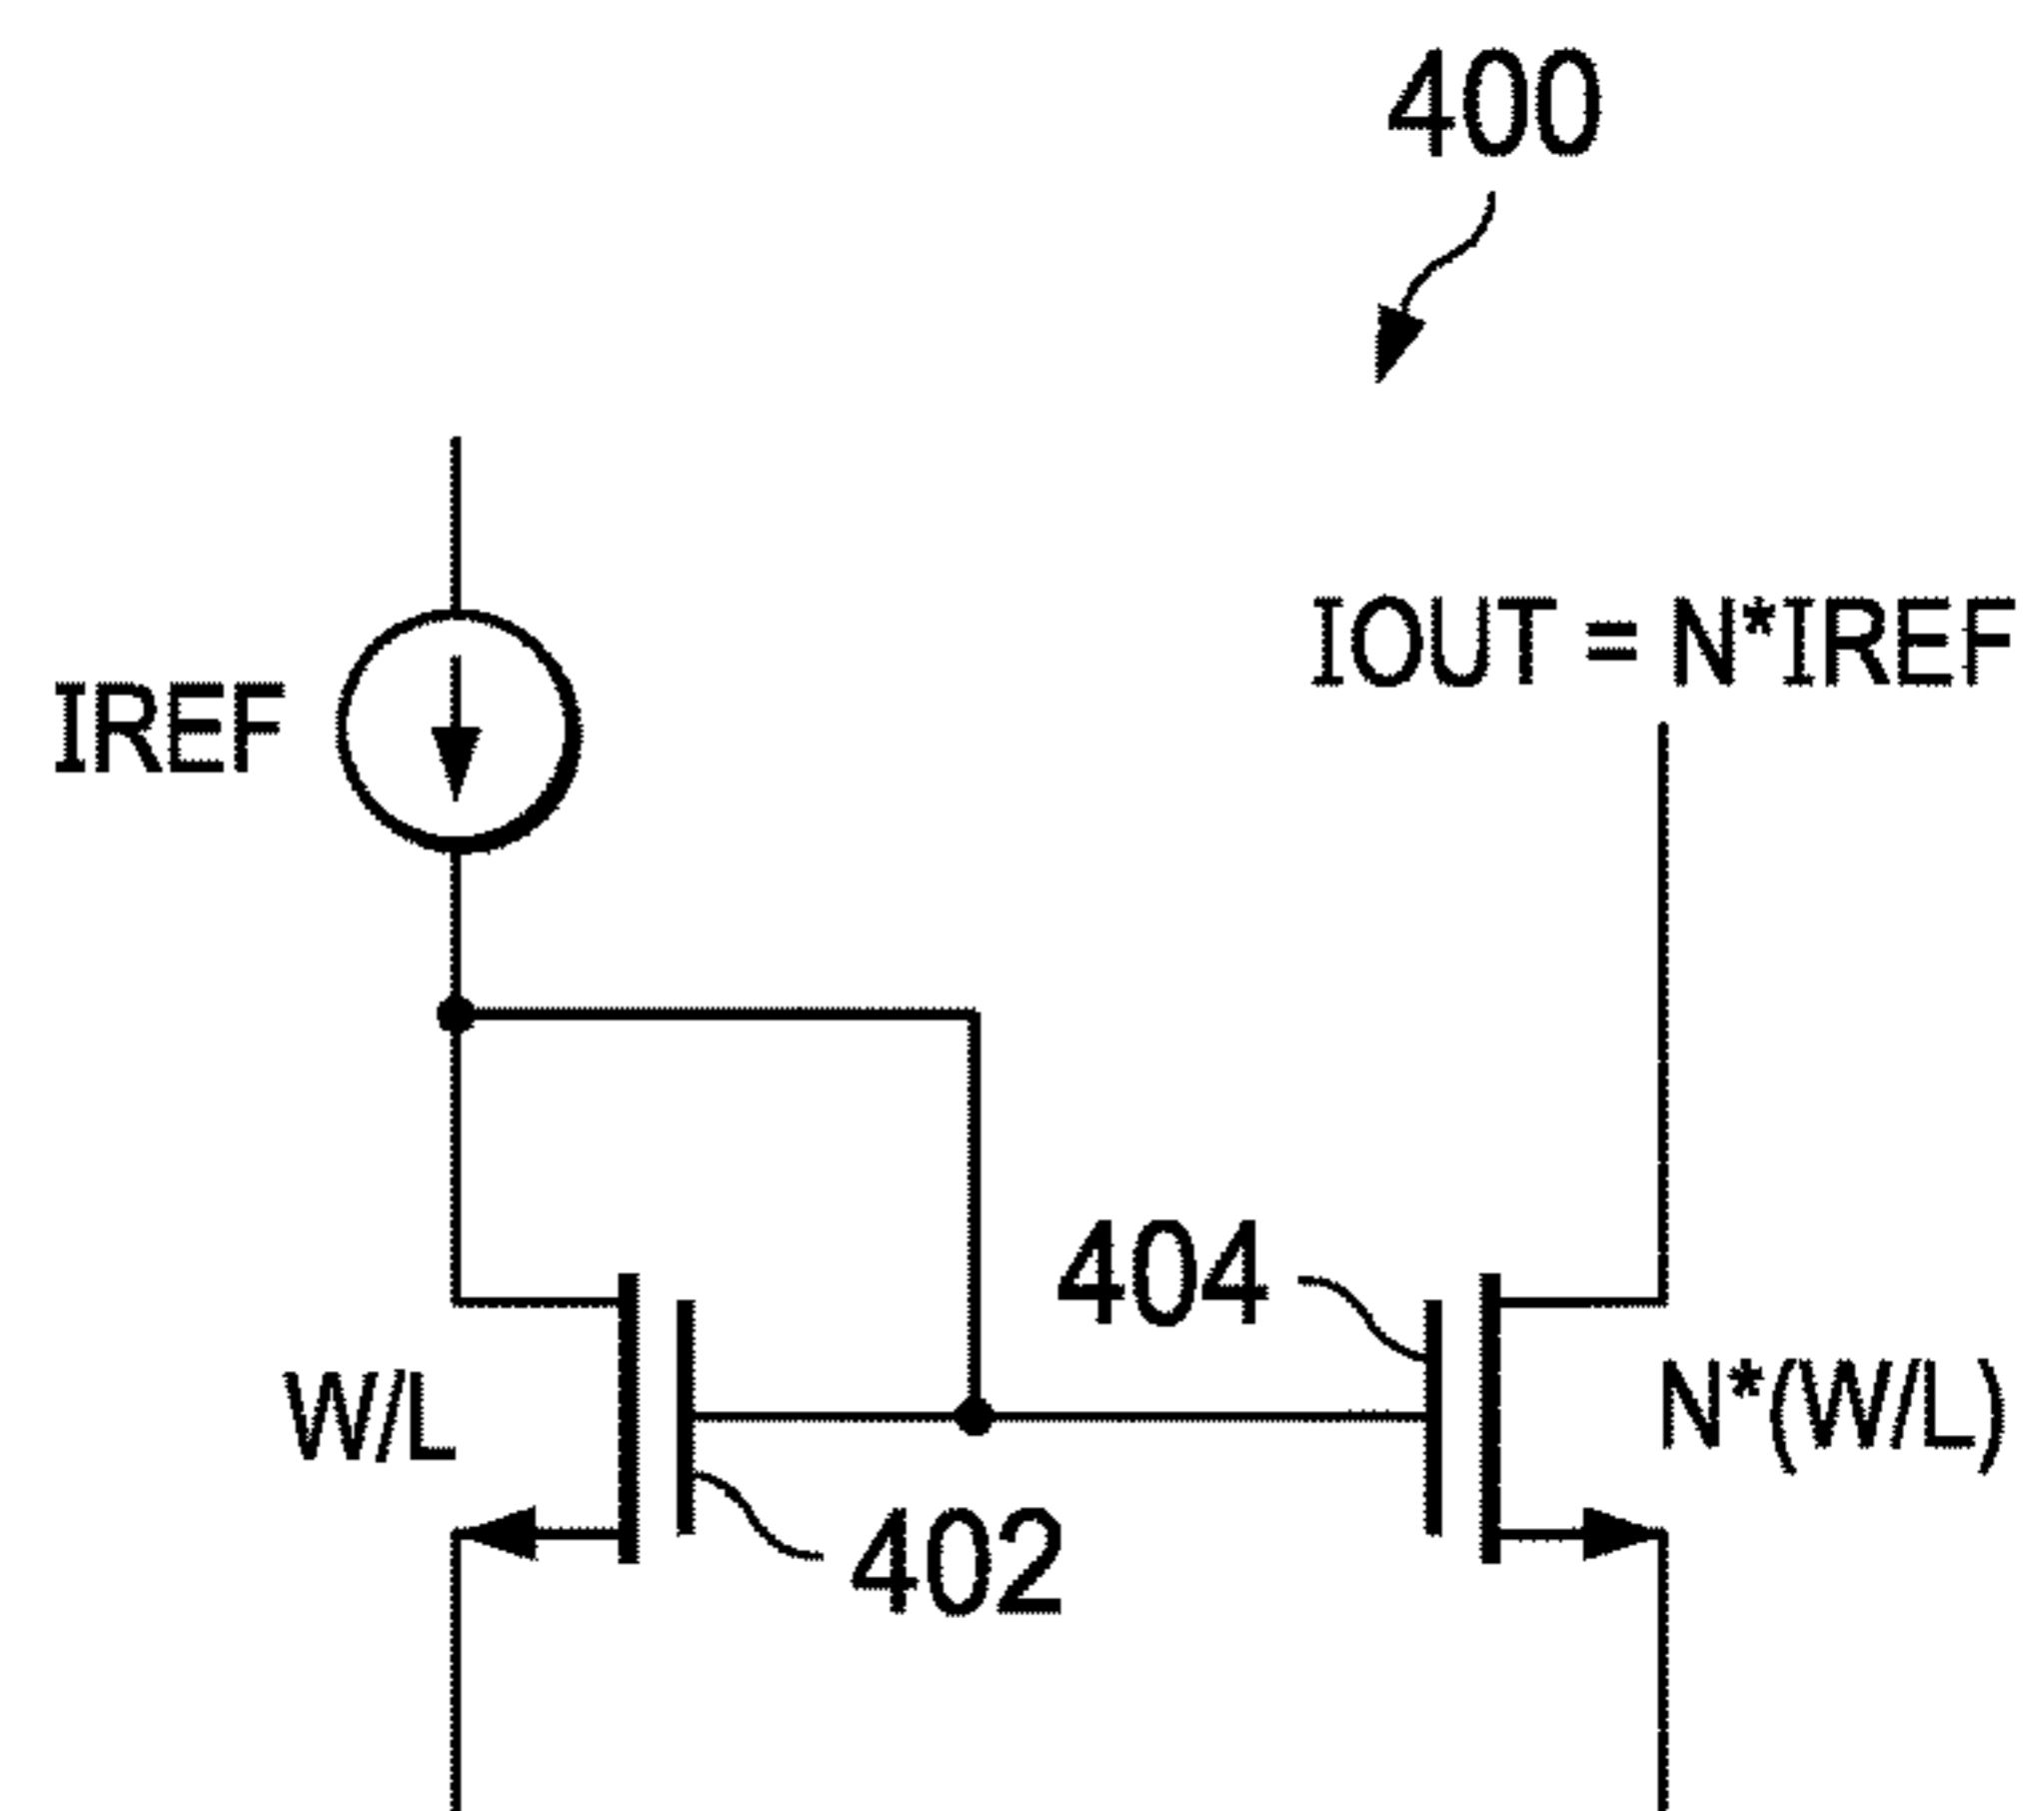 400
IOUT = N*IREF
IREF
404
W/L
N*(W/L)
402